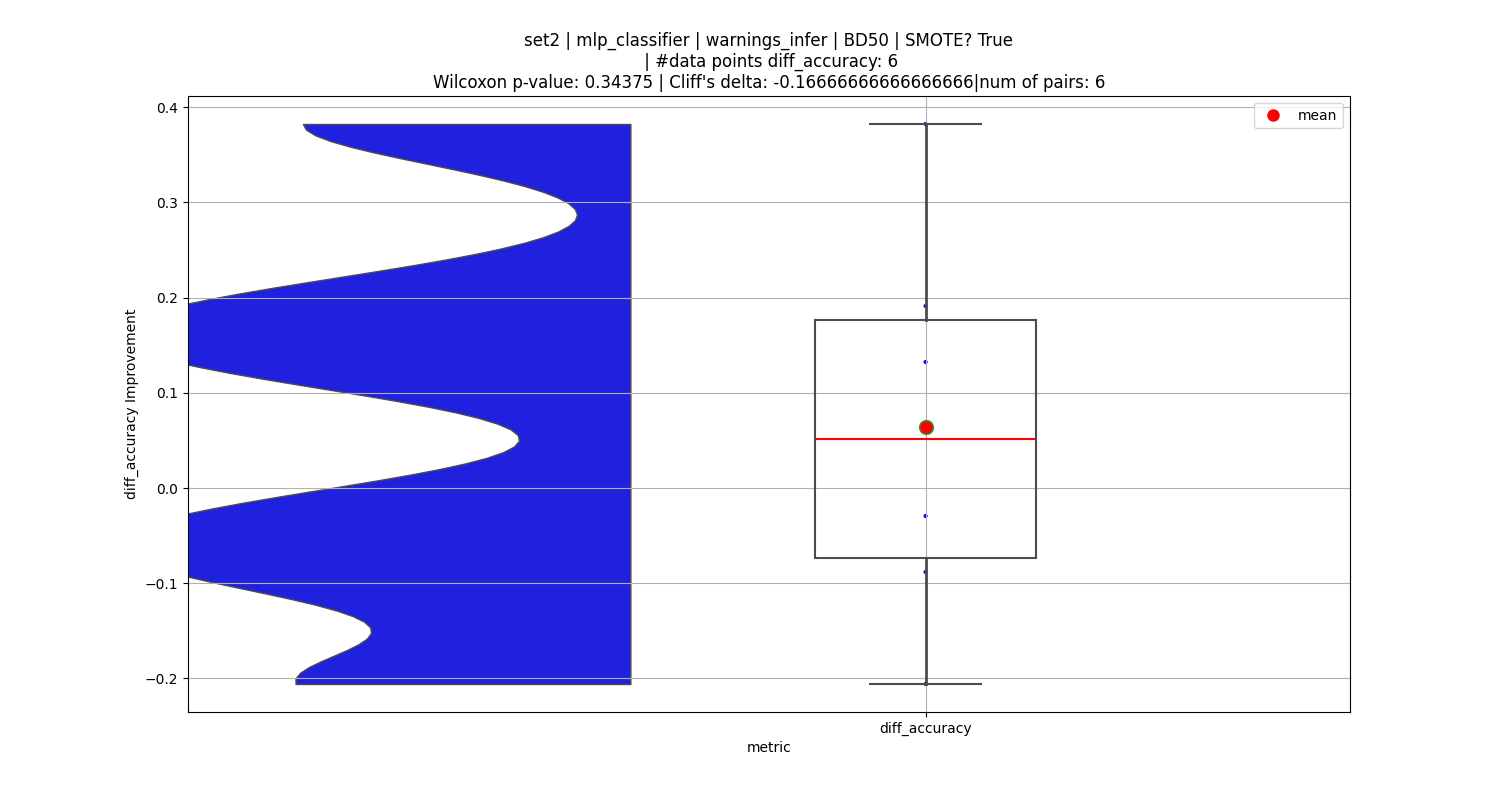 set2 | mlp_classifier | warnings_infer | BD50 | SMOTE? True
| #data points diff_accuracy: 6
Wilcoxon p-value: 0.34375 | Cliff's delta: -0.16666666666666666|num of pairs: 6
mean
0.4
0.3
0.2
0.1
0.0
−0.1
−0.2
diff_accuracy Improvement
diff_accuracy
metric